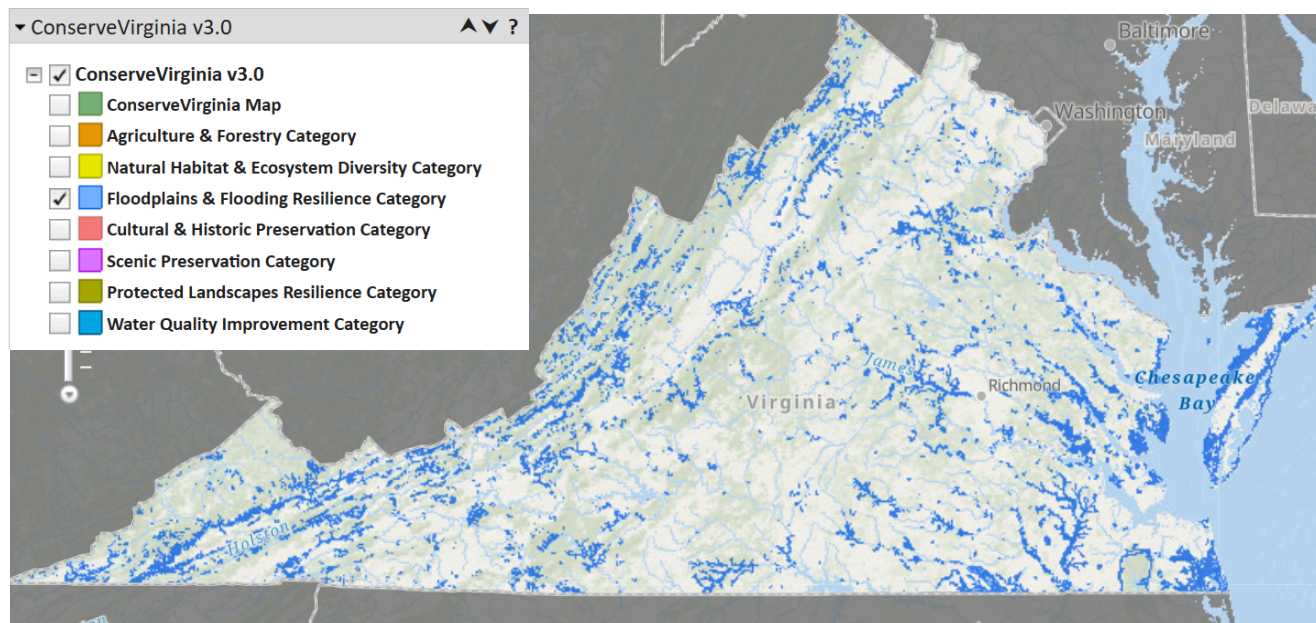 ConserveVirginia v3.0
?
ConserveVirginia v3.0
ConserveVirginia Map
Agriculture & Forestry Category
Natural Habitat & Ecosystem Diversity Category
Floodplains & Flooding Resilience Category
Cultural & Historic Preservation Category
Scenic Preservation Category
Protected Landscapes Resilience Category
Water Quality Improvement Category
Baltimore
Washington
Delawa
Maryland
James
Richmond
Chesapeake
Bay
Virginia
Holston